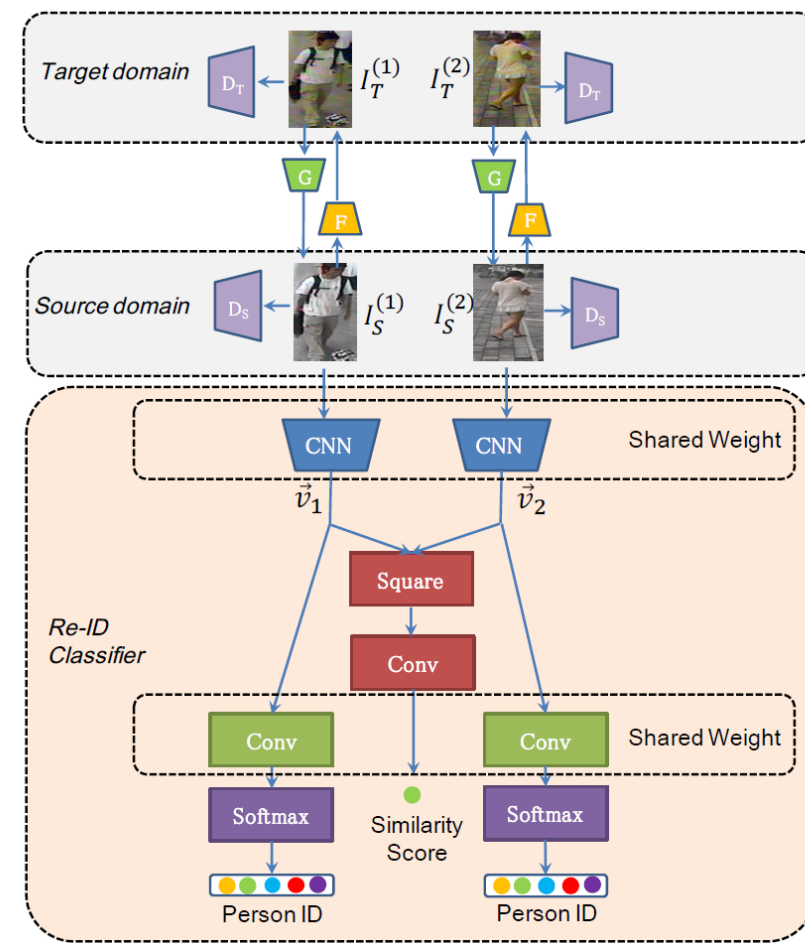 Target domain
D_T
I_T^{(1)}
I_T^{(2)}
D_T
G
F
G
F
Source domain
D_S
I_S^{(1)}
I_S^{(2)}
D_S
CNN
CNN
Shared Weight
\vec{v}_1
\vec{v}_2
Square
Re-ID
Classifier
Conv
Conv
Conv
Shared Weight
Softmax
Similarity
Score
Softmax
Person ID
Person ID